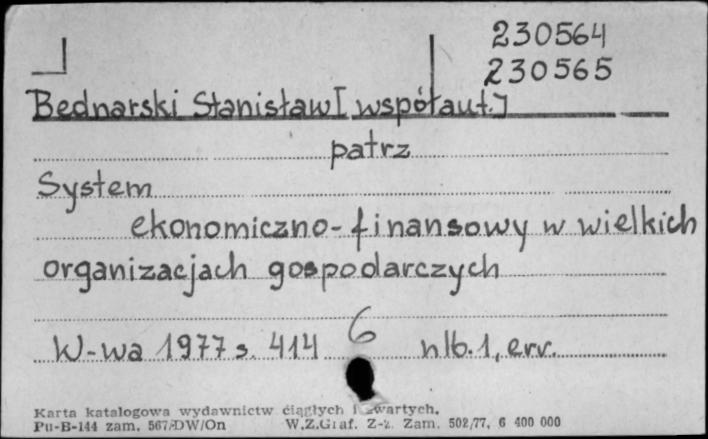 230564
230565
Bednarski Stanisław [współaut.]
patrz
System
ekonomiczno-finansowy w wielkich
organizacjach gospodarczych
6
W-wa 1977 s. 414 nlb. 1, err.
Karta katalogowa wydawnictw ciągłych i zwartych.
Pu-B-144 zam. 567/DW/On W.Z.Graf. Z-z. Zam. 502/77, 6 400 000